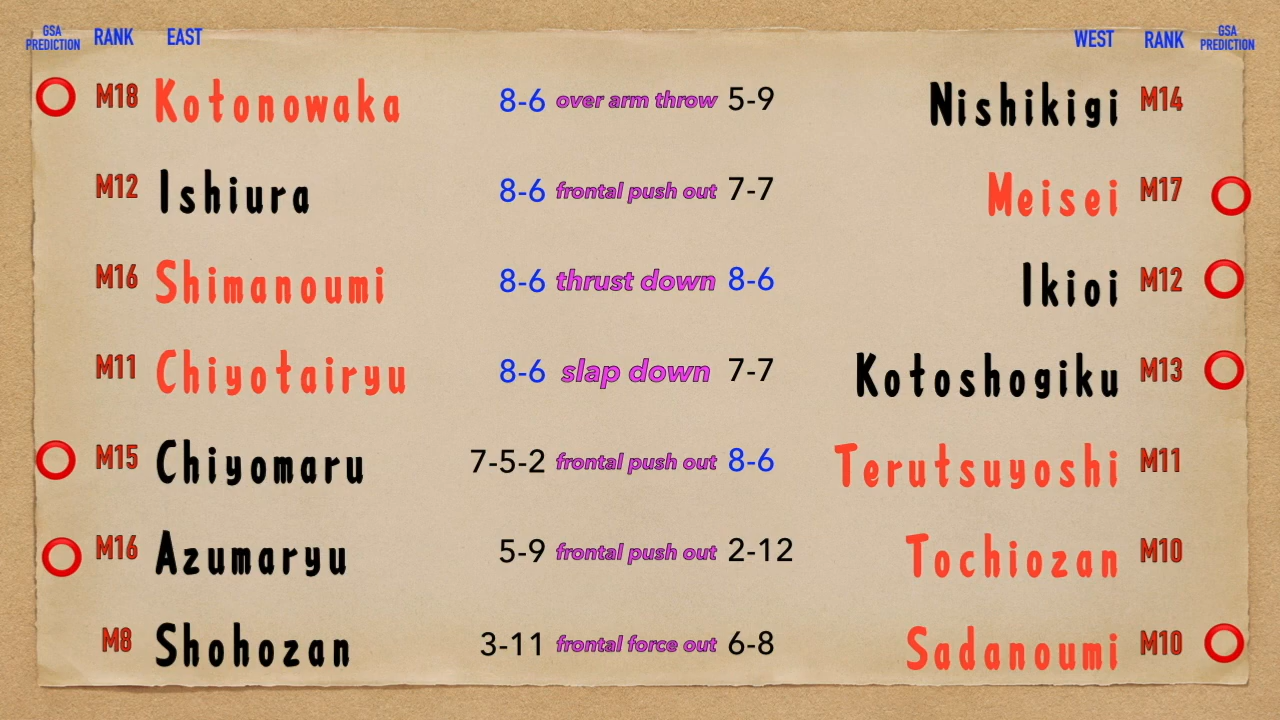 GSA PREDICTION RANK EAST WEST RANK GSA PREDICTION
M18 Kotonowaka 8-6 over arm throw 5-9 Nishikigi M14
M12 Ishiura 8-6 frontal push out 7-7 Meisei M17
M16 Shimanoumi 8-6 thrust down 8-6 Ikioi M12
M11 Chiyotairyu 8-6 slap down 7-7 Kotoshogiku M13
M15 Chiyomaru 7-5-2 frontal push out 8-6 Terutsuyoshi M11
M16 Azumaryu 5-9 frontal push out 2-12 Tochiozan M10
M8 Shohozan 3-11 frontal force out 6-8 Sadanoumi M10